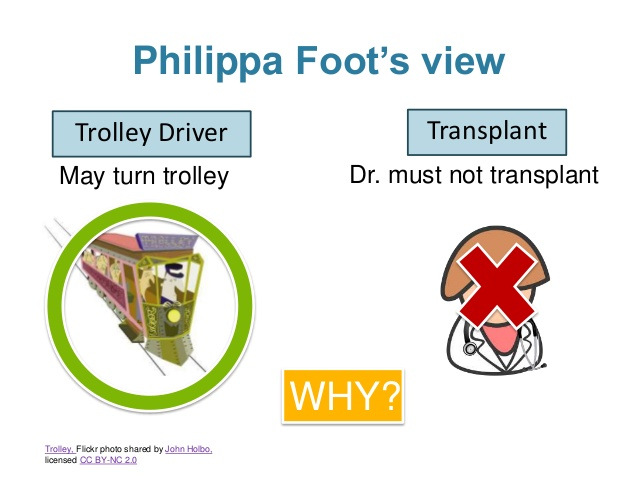 Philippa Foot's view
Trolley Driver
Transplant
May turn trolley
Dr. must not transplant
TROLLEY
WHY?
Trolley, Flickr photo shared by John Holbo,
licensed CC BY-NC 2.0